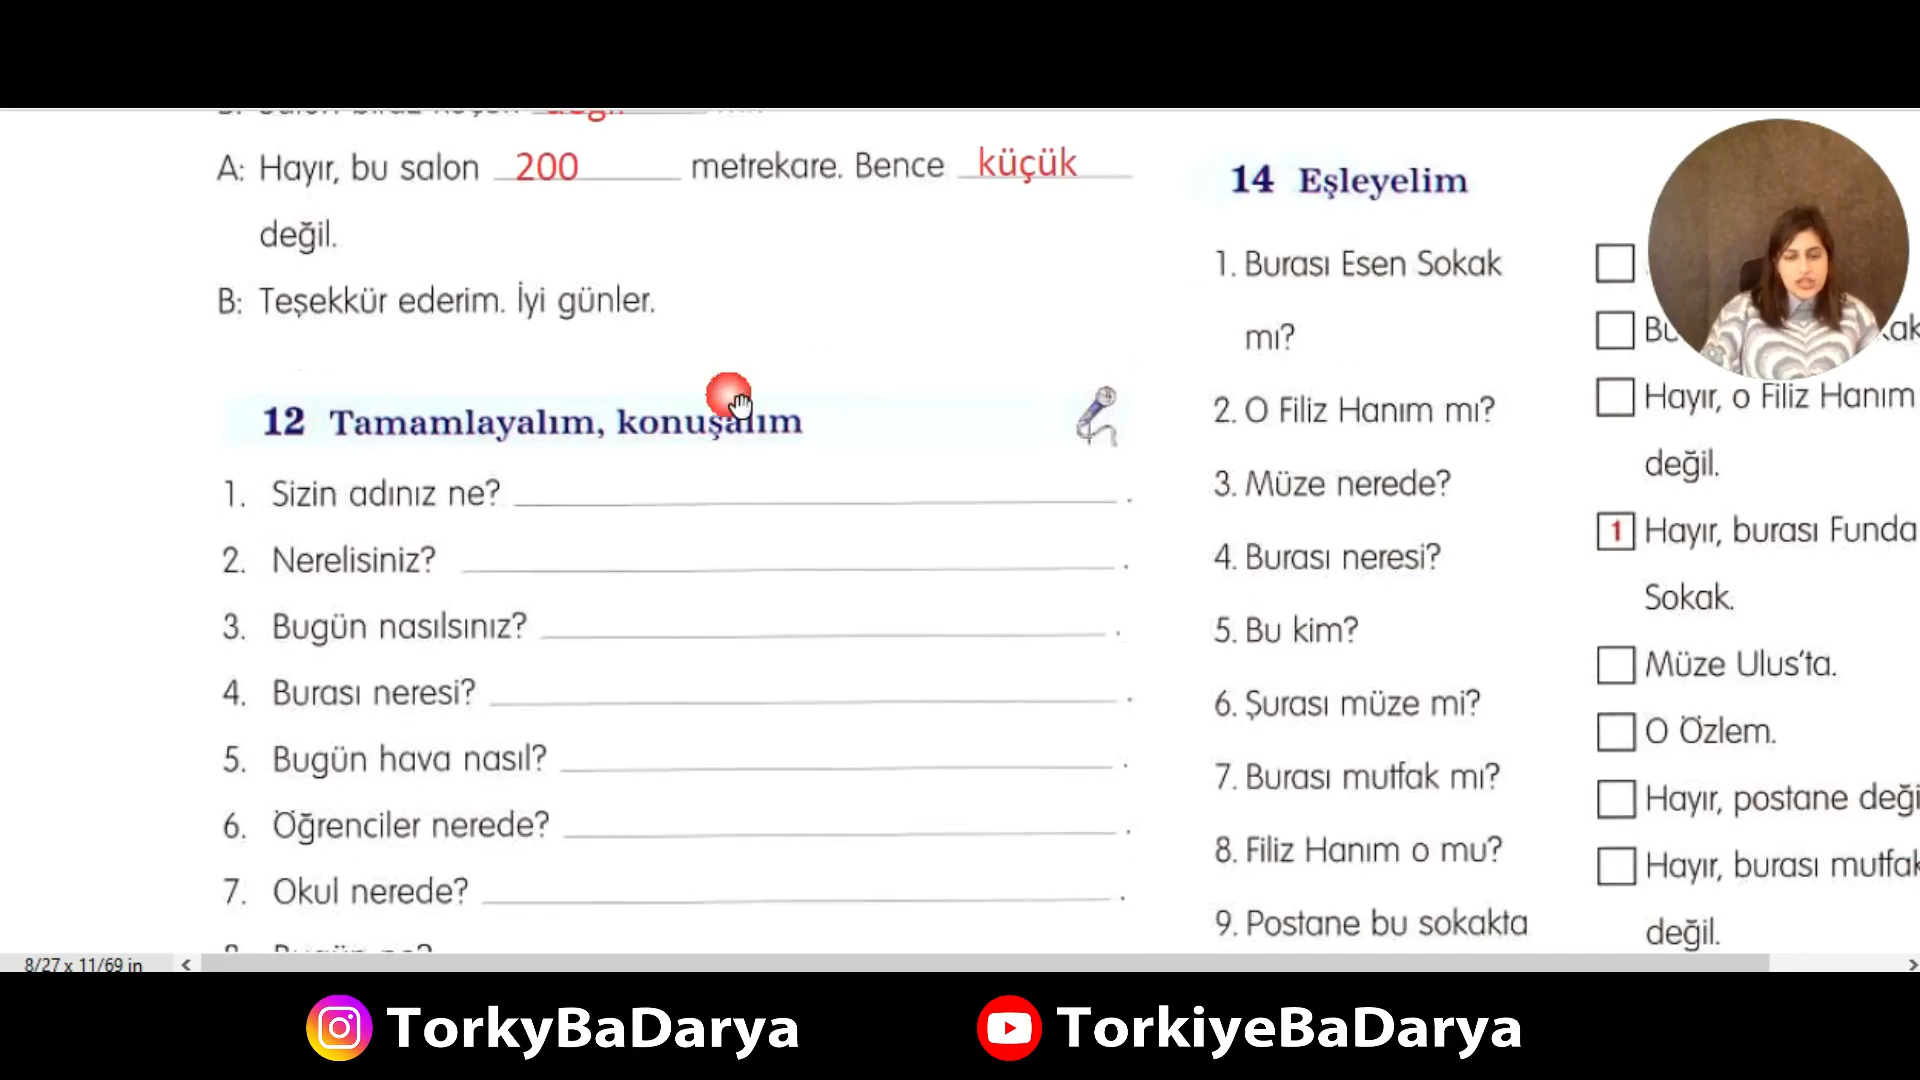 değil
A: Hayır, bu salon 200 metrekare. Bence küçük
değil.
B: Teşekkür ederim. İyi günler.
12 Tamamlayalım, konuşalım
1. Sizin adınız ne? .
2. Nerelisiniz? .
3. Bugün nasılsınız? .
4. Burası neresi? .
5. Bugün hava nasıl? .
6. Öğrenciler nerede? .
7. Okul nerede? .
14 Eşleyelim
1. Burası Esen Sokak
mı?
2. O Filiz Hanım mı?
3. Müze nerede?
4. Burası neresi?
5. Bu kim?
6. Şurası müze mi?
7. Burası mutfak mı?
8. Filiz Hanım o mu?
9. Postane bu sokakta
Hayır, o Filiz Hanım
değil.
1 Hayır, burası Funda
Sokak.
Müze Ulus'ta.
O Özlem.
Hayır, postane
Hayır, burası
değil.
8/27 x 11/69 in
TorkyBaDarya
TorkiyeBaDarya